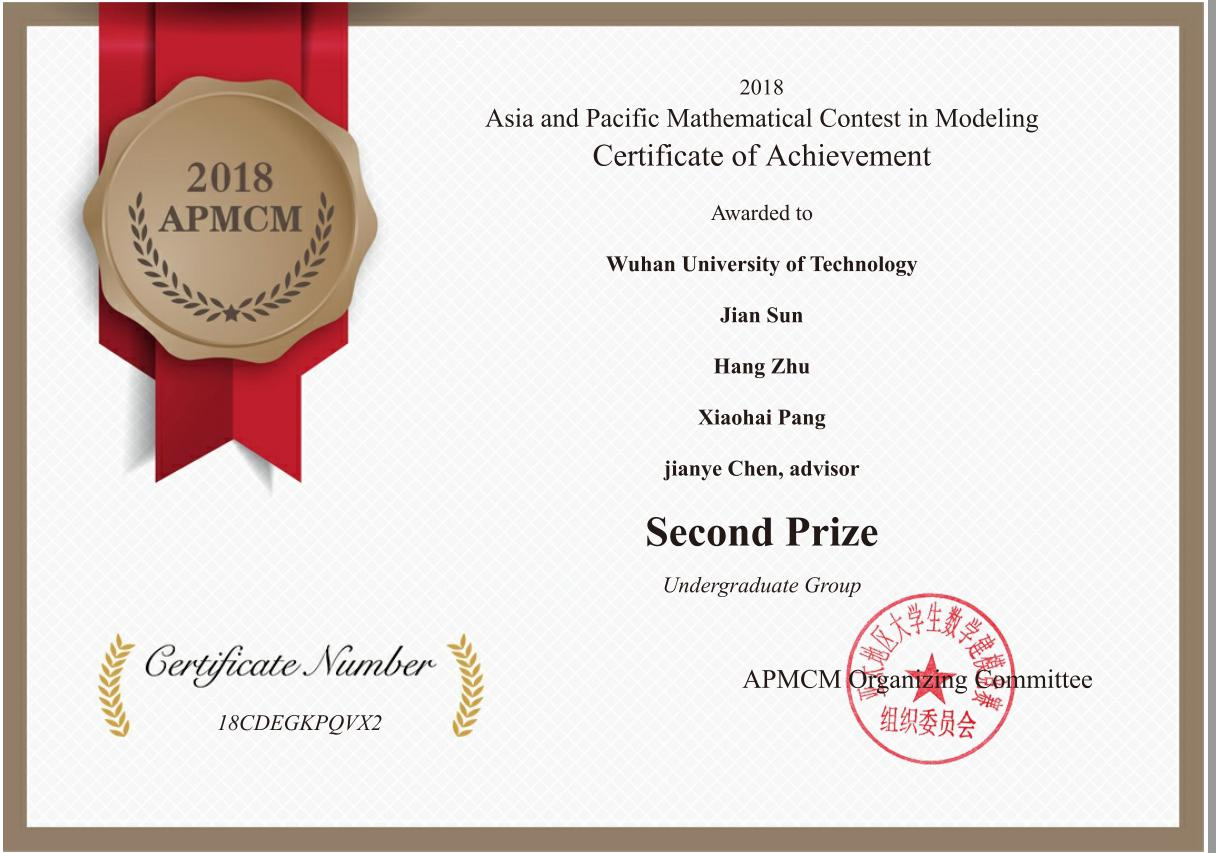 2018
APMCM
2018
Asia and Pacific Mathematical Contest in Modeling
Certificate of Achievement
Awarded to
Wuhan University of Technology
Jian Sun
Hang Zhu
Xiaohai Pang
jianye Chen, advisor
Second Prize
Undergraduate Group
亚太地区大学生数学建模竞赛
APMCM Organizing Committee
组织委员会
Certificate Number
18CDEGKPQVX2